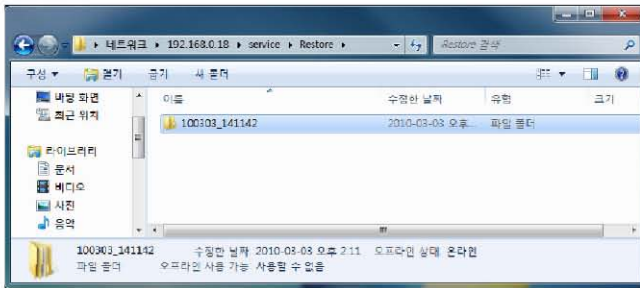 네트워크 ▸ 192.168.0.18 ▸ service ▸ Restore ▸
Restore 검색
구성 ▼ 열기 굽기 새 폴더
바탕 화면
최근 위치
라이브러리
문서
비디오
사진
음악
이름 수정한 날짜 유형 크기
100303_141142 2010-03-03 오후... 파일 폴더
100303_141142 수정한 날짜 2010-03-03 오후 2:11 오프라인 상태 온라인
파일 폴더 오프라인 사용 가능 사용할 수 없음